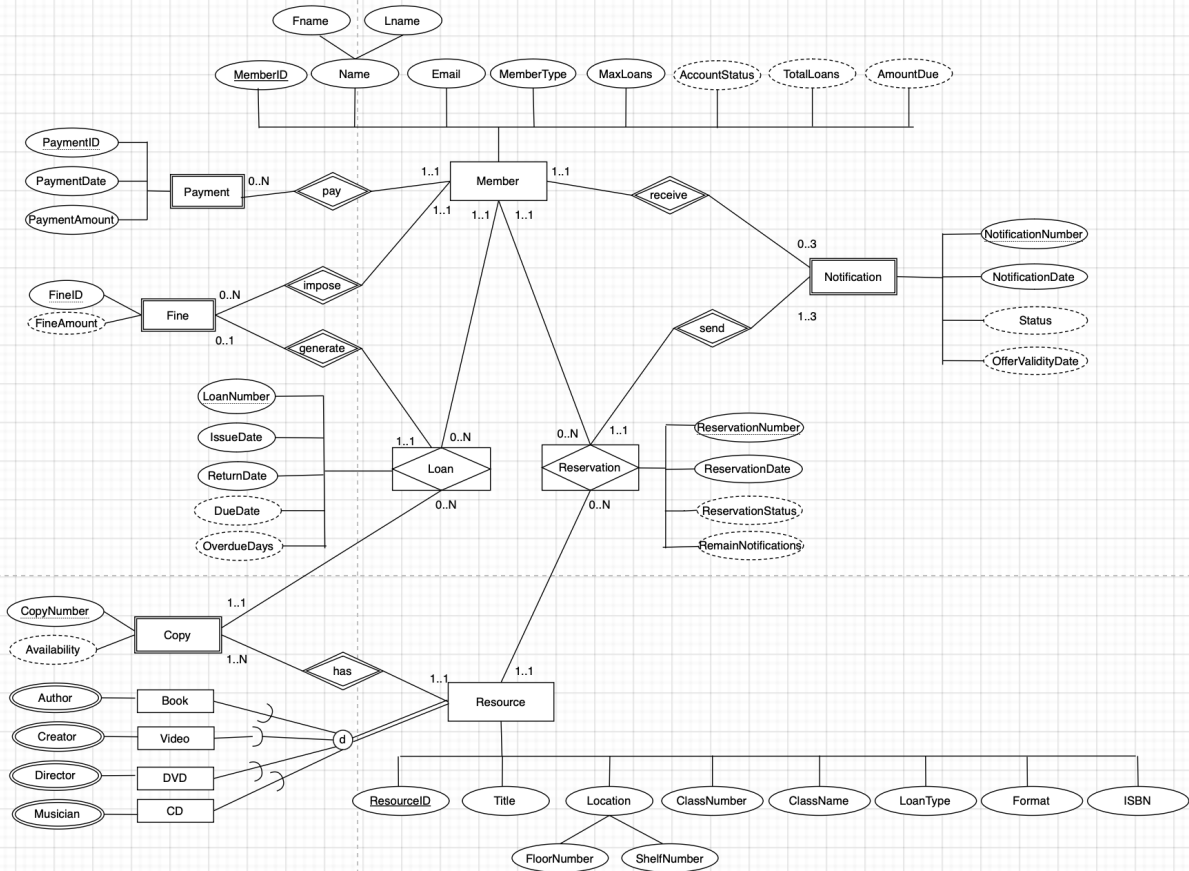 Fname
Lname
MemberID
Name
Email
MemberType
MaxLoans
AccountStatus
TotalLoans
AmountDue
PaymentID
PaymentDate
PaymentAmount
Payment
0..N
pay
1..1
Member
1..1
receive
1..1
1..1
1..1
0..3
Notification
1..3
NotificationNumber
NotificationDate
Status
OfferValidityDate
FineID
FineAmount
Fine
0..N
0..1
impose
generate
send
LoanNumber
IssueDate
ReturnDate
DueDate
OverdueDays
1..1
0..N
Loan
0..N
0..N
1..1
Reservation
0..N
ReservationNumber
ReservationDate
ReservationStatus
RemainNotifications
CopyNumber
Availability
Copy
1..1
1..N
has
1..1
1..1
Resource
Author
Book
Creator
Video
Director
DVD
Musician
CD
d
ResourceID
Title
Location
ClassNumber
ClassName
LoanType
Format
ISBN
FloorNumber
ShelfNumber